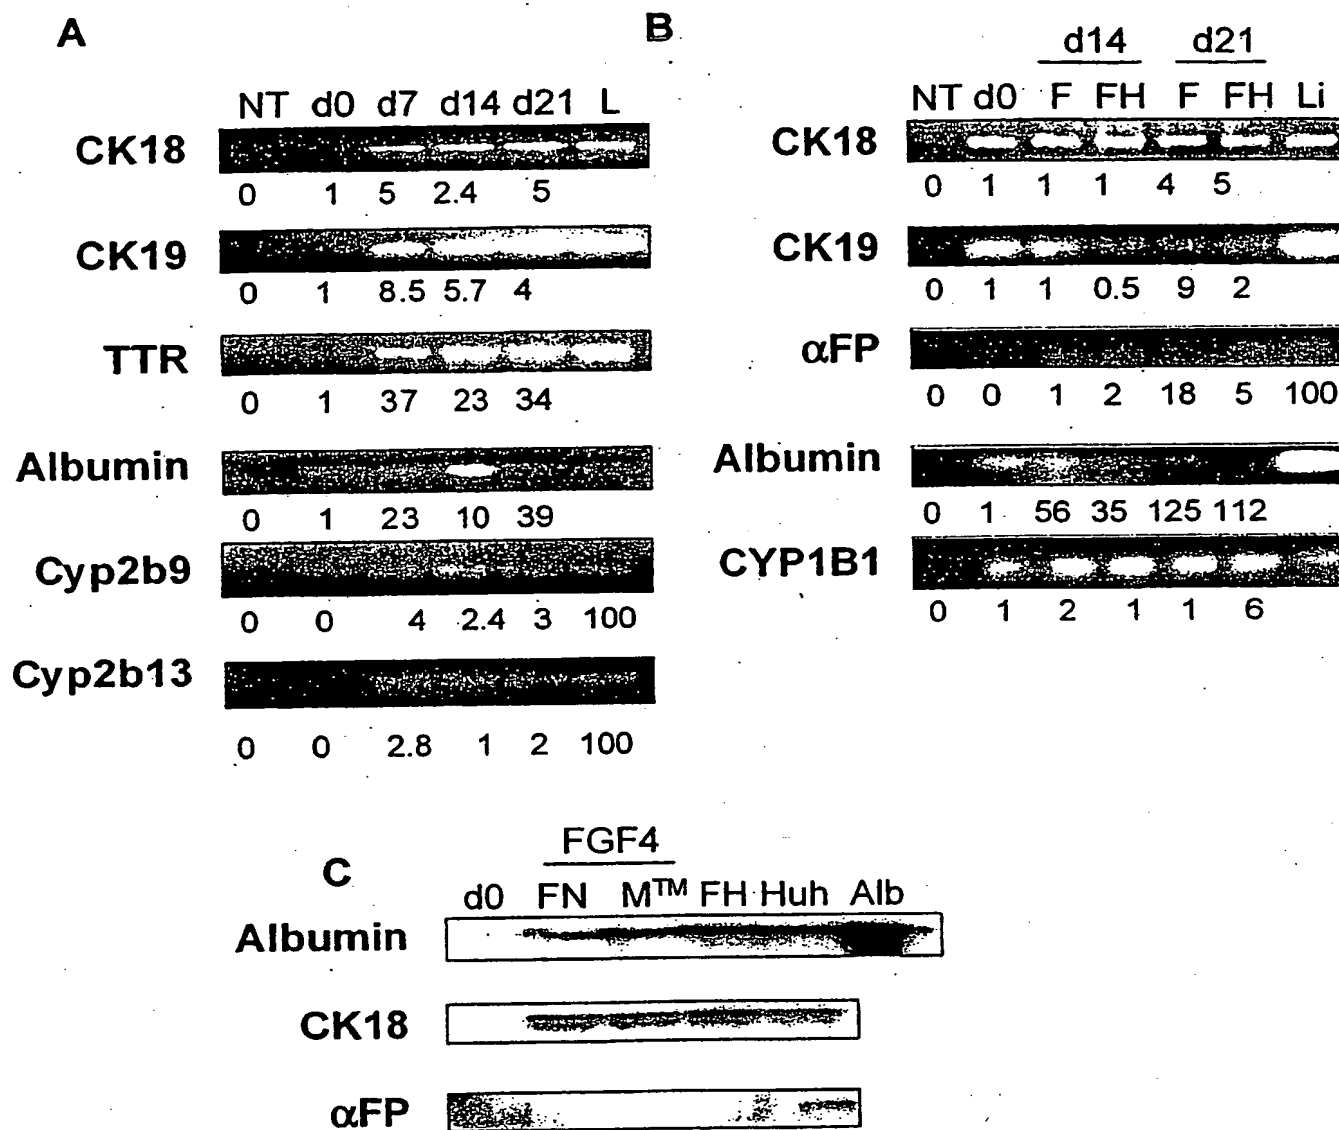 A
NT d0 d7 d14 d21 L
CK18
0 1 5 2.4 5
CK19
0 1 8.5 5.7 4
TTR
0 1 37 23 34
Albumin
0 1 23 10 39
Cyp2b9
0 0 4 2.4 3 100
Cyp2b13
0 0 2.8 1 2 100
B
d14 d21
NT d0 F FH F FH Li
CK18
0 1 1 1 4 5
CK19
0 1 1 0.5 9 2
αFP
0 0 1 2 18 5 100
Albumin
0 1 56 35 125 112
CYP1B1
0 1 2 1 1 6
C
FGF4
d0 FN M™ FH Huh Alb
Albumin
CK18
αFP